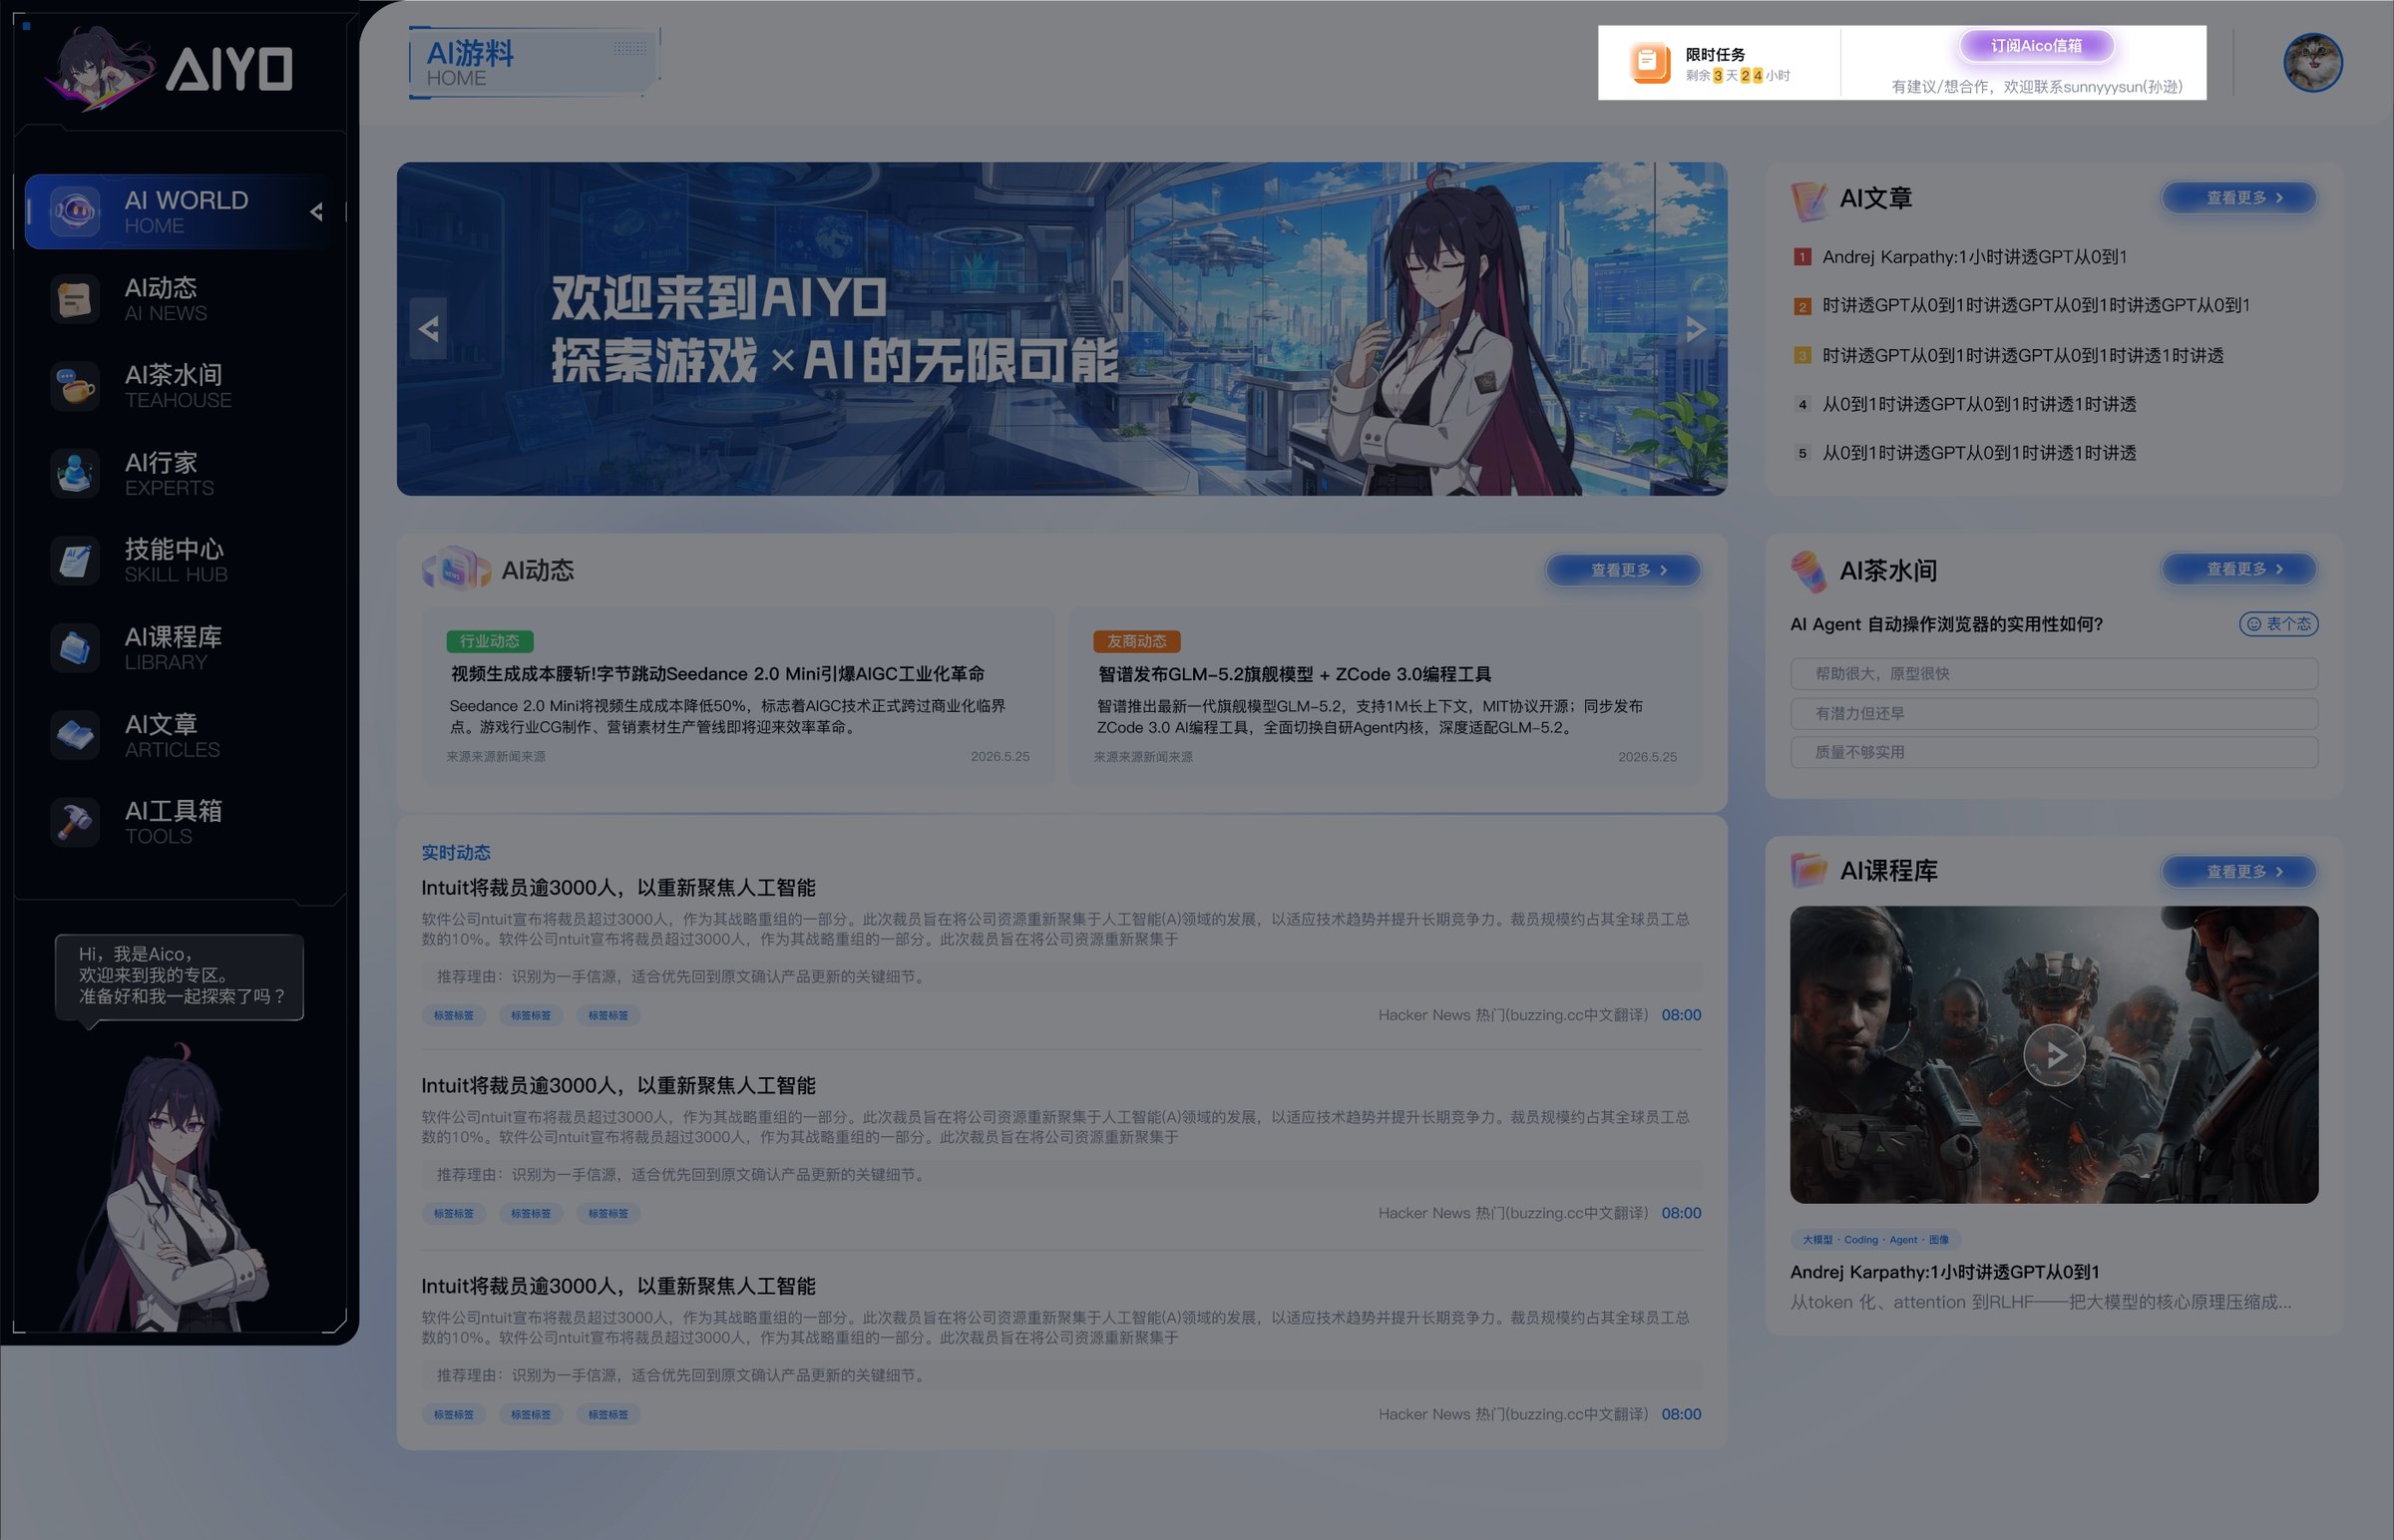 AIYO
AI游料
HOME
限时任务
剩余3天24小时
订阅Aico信箱
有建议/想合作，欢迎联系sunnyyysun(孙逊)
AI WORLD
HOME
AI动态
AI NEWS
AI茶水间
TEAHOUSE
AI行家
EXPERTS
技能中心
SKILL HUB
AI课程库
LIBRARY
AI文章
ARTICLES
AI工具箱
TOOLS
Hi，我是Aico，
欢迎来到我的专区。
准备好和我一起探索了吗？
欢迎来到AIYO
探索游戏×AI的无限可能
AI文章
查看更多
1 Andrej Karpathy:1小时讲透GPT从0到1
2 时讲透GPT从0到1时讲透GPT从0到1时讲透GPT从0到1
3 时讲透GPT从0到1时讲透GPT从0到1时讲透1时讲透
4 从0到1时讲透GPT从0到1时讲透1时讲透
5 从0到1时讲透GPT从0到1时讲透1时讲透
AI动态
查看更多
行业动态
视频生成成本腰斩!字节跳动Seedance 2.0 Mini引爆AIGC工业化革命
Seedance 2.0 Mini将视频生成成本降低50%，标志着AIGC技术正式跨过商业化临界
点。游戏行业CG制作、营销素材生产管线即将迎来效率革命。
来源来源新闻来源 2026.5.25
友商动态
智谱发布GLM-5.2旗舰模型 + ZCode 3.0编程工具
智谱推出最新一代旗舰模型GLM-5.2，支持1M长上下文，MIT协议开源；同步发布
ZCode 3.0 AI编程工具，全面切换自研Agent内核，深度适配GLM-5.2。
来源来源新闻来源 2026.5.25
AI茶水间
查看更多
AI Agent 自动操作浏览器的实用性如何?
表个态
帮助很大，原型很快
有潜力但还早
质量不够实用
实时动态
Intuit将裁员逾3000人，以重新聚焦人工智能
软件公司ntuit宣布将裁员超过3000人，作为其战略重组的一部分。此次裁员旨在将公司资源重新聚集于人工智能(A)领域的发展，以适应技术趋势并提升长期竞争力。裁员规模约占其全球员工总
数的10%。软件公司ntuit宣布将裁员超过3000人，作为其战略重组的一部分。此次裁员旨在将公司资源重新聚集于
推荐理由：识别为一手信源，适合优先回到原文确认产品更新的关键细节。
标签标签 标签标签 标签标签
Hacker News 热门(buzzing.cc中文翻译) 08:00
Intuit将裁员逾3000人，以重新聚焦人工智能
软件公司ntuit宣布将裁员超过3000人，作为其战略重组的一部分。此次裁员旨在将公司资源重新聚集于人工智能(A)领域的发展，以适应技术趋势并提升长期竞争力。裁员规模约占其全球员工总
数的10%。软件公司ntuit宣布将裁员超过3000人，作为其战略重组的一部分。此次裁员旨在将公司资源重新聚集于
推荐理由：识别为一手信源，适合优先回到原文确认产品更新的关键细节。
标签标签 标签标签 标签标签
Hacker News 热门(buzzing.cc中文翻译) 08:00
Intuit将裁员逾3000人，以重新聚焦人工智能
软件公司ntuit宣布将裁员超过3000人，作为其战略重组的一部分。此次裁员旨在将公司资源重新聚集于人工智能(A)领域的发展，以适应技术趋势并提升长期竞争力。裁员规模约占其全球员工总
数的10%。软件公司ntuit宣布将裁员超过3000人，作为其战略重组的一部分。此次裁员旨在将公司资源重新聚集于
推荐理由：识别为一手信源，适合优先回到原文确认产品更新的关键细节。
标签标签 标签标签 标签标签
Hacker News 热门(buzzing.cc中文翻译) 08:00
AI课程库
查看更多
大模型 · Coding · Agent · 图像
Andrej Karpathy:1小时讲透GPT从0到1
从token 化、attention 到RLHF——把大模型的核心原理压缩成...